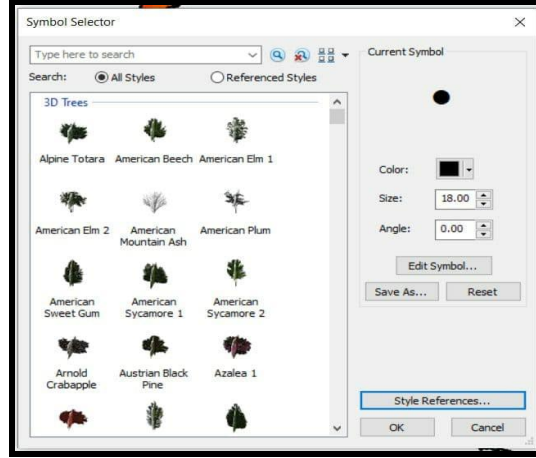 Symbol Selector
Type here to search
Search: All Styles Referenced Styles
3D Trees
Alpine Totara American Beech American Elm 1
American Elm 2 American Mountain Ash American Plum
American Sweet Gum American Sycamore 1 American Sycamore 2
Arnold Crabapple Austrian Black Pine Azalea 1
Current Symbol
Color:
Size: 18.00
Angle: 0.00
Edit Symbol...
Save As... Reset
Style References...
OK Cancel